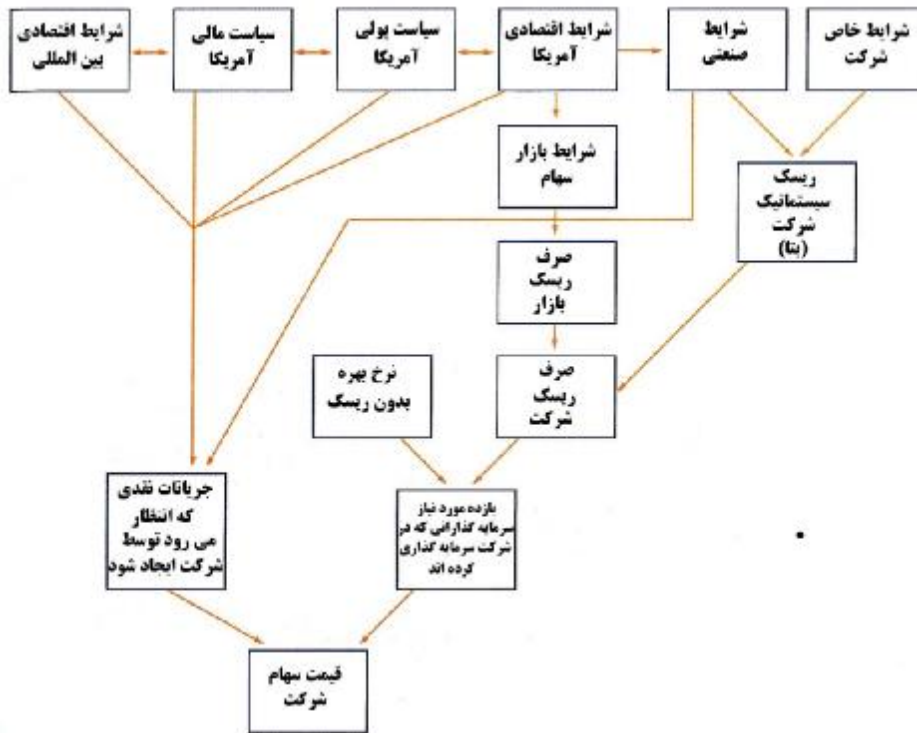 شرایط خاص
شرکت
شرایط
صنعتی
شرایط اقتصادی
آمریکا
سیاست پولی
آمریکا
سیاست مالی
آمریکا
شرایط اقتصادی
بین المللی
شرایط بازار
سهام
ریسک
سیستماتیک
شرکت
(بتا)
صرف
ریسک
بازار
صرف
ریسک
شرکت
نرخ بهره
بدون ریسک
بازده مورد نیاز
سرمایه گذارانی که در
شرکت سرمایه گذاری
کرده اند
جریانات نقدی
که انتظار
می رود توسط
شرکت ایجاد شود
قیمت سهام
شرکت